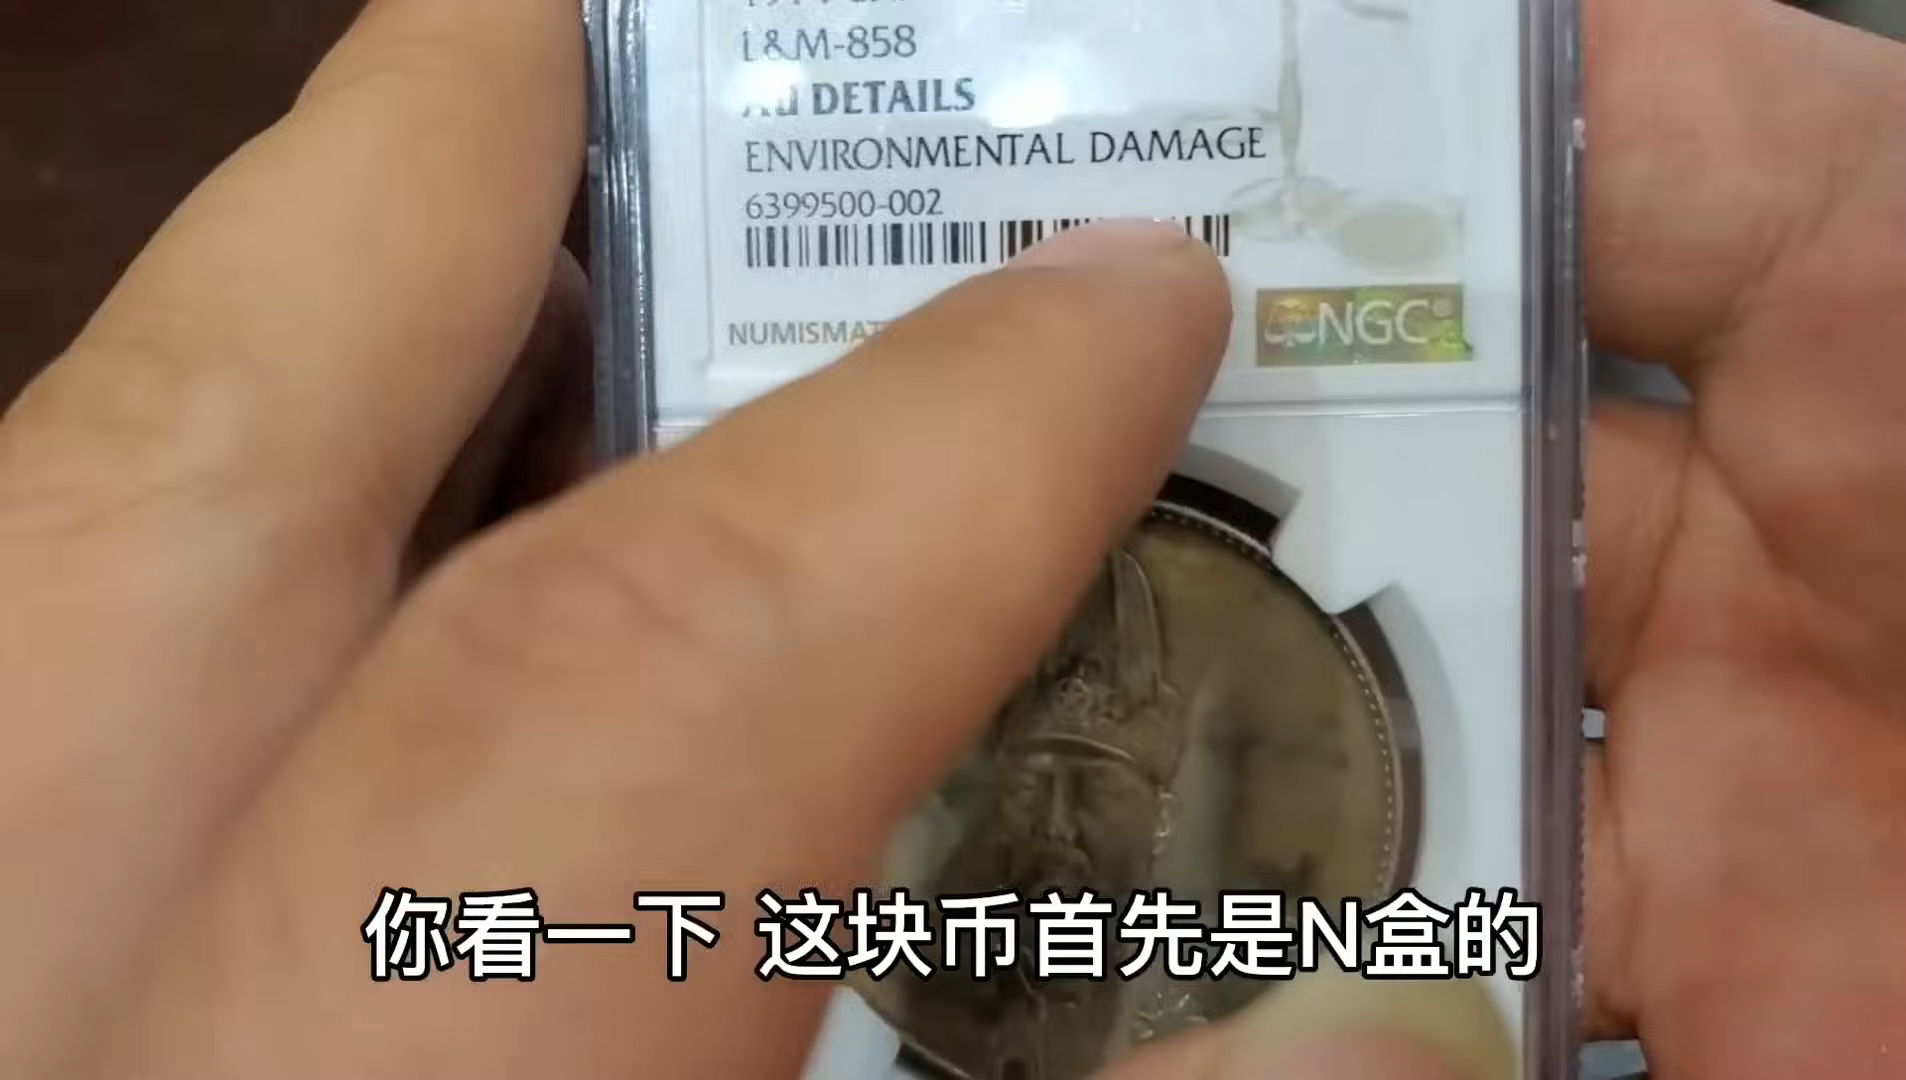 L&M-858
AU DETAILS
ENVIRONMENTAL DAMAGE
6399500-002
NGC
你看一下 这块币首先是N盒的